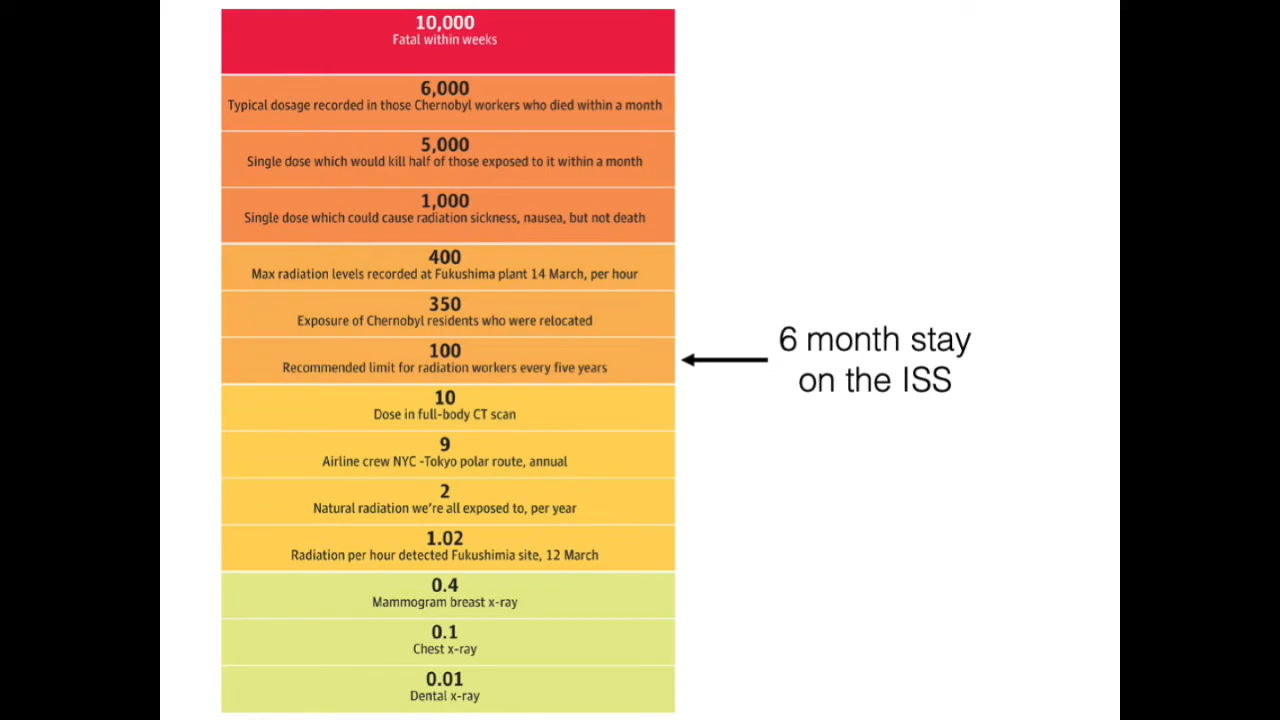 10,000
Fatal within weeks
6,000
Typical dosage recorded in those Chernobyl workers who died within a month
5,000
Single dose which would kill half of those exposed to it within a month
1,000
Single dose which could cause radiation sickness, nausea, but not death
400
Max radiation levels recorded at Fukushima plant 14 March, per hour
350
Exposure of Chernobyl residents who were relocated
100
Recommended limit for radiation workers every five years
10
Dose in full-body CT scan
9
Airline crew NYC -Tokyo polar route, annual
2
Natural radiation we're all exposed to, per year
1.02
Radiation per hour detected Fukushimia site, 12 March
0.4
Mammogram breast x-ray
0.1
Chest x-ray
0.01
Dental x-ray
6 month stay
on the ISS